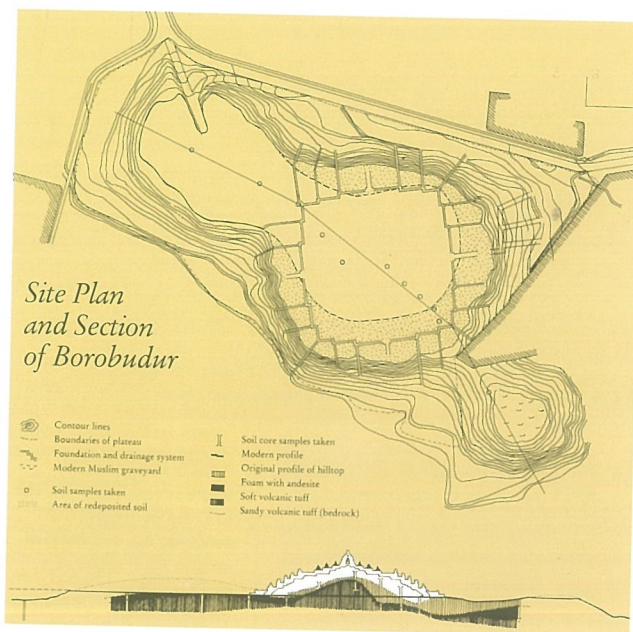 Site Plan
and Section
of Borobudur
Contour lines
Boundaries of plateau
Foundation and drainage system
Modern Muslim graveyard
Soil samples taken
Area of redeposited soil
Soil core samples taken
Modern profile
Original profile of hilltop
Foam with andesite
Soft volcanic tuff
Sandy volcanic tuff (bedrock)